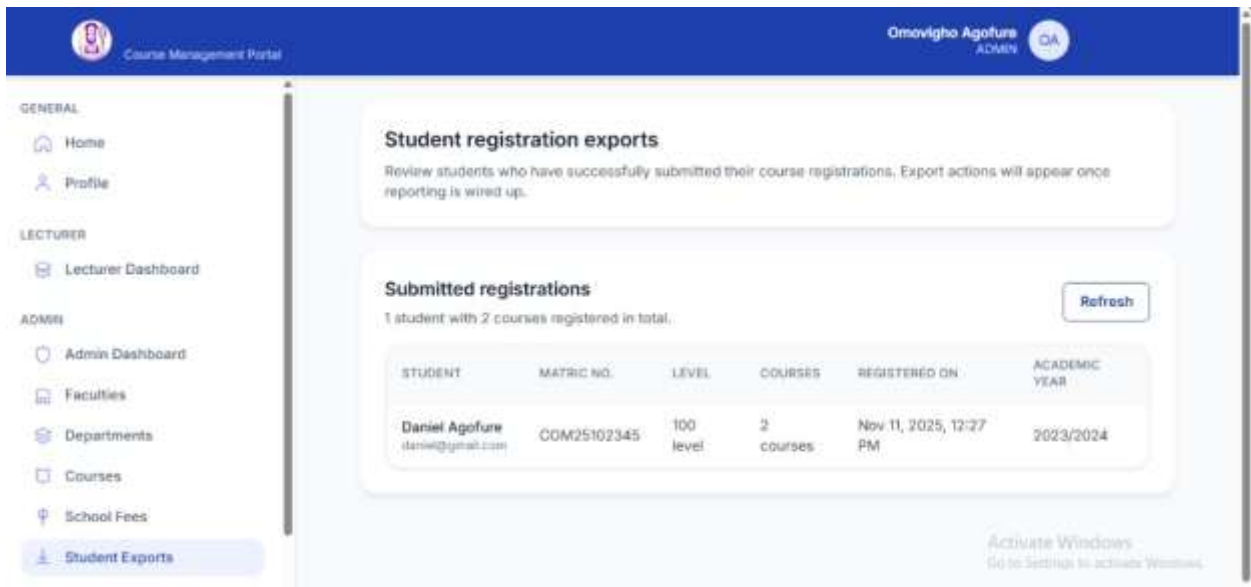 Course Management Portal
Omovigho Agofure
ADMIN
OA
GENERAL
Home
Profile
LECTURER
Lecturer Dashboard
ADMIN
Admin Dashboard
Faculties
Departments
Courses
School Fees
Student Exports
Student registration exports
Review students who have successfully submitted their course registrations. Export actions will appear once
reporting is wired up.
Submitted registrations
1 student with 2 courses registered in total.
Refresh
STUDENT MATRIC NO. LEVEL COURSES REGISTERED ON ACADEMIC
YEAR
Daniel Agofure
daniel@gmail.com
COM25102345
100
level
2
courses
Nov 11, 2025, 12:27
PM
2023/2024
Activate Windows
Go to Settings to activate Windows.